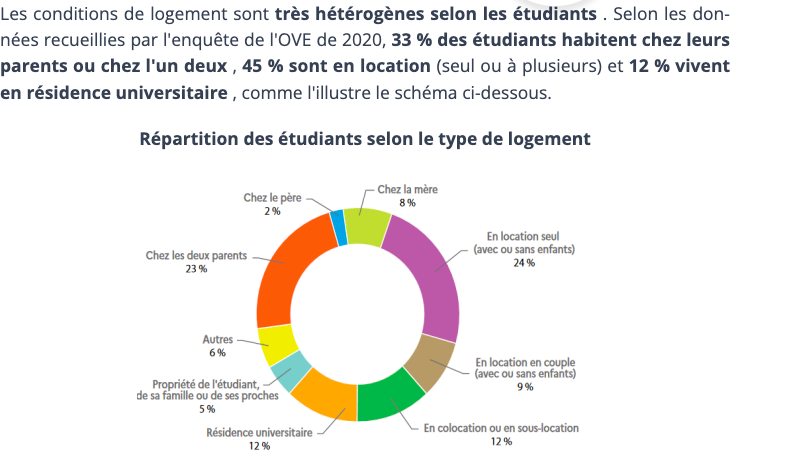 Les conditions de logement sont très hétérogènes selon les étudiants . Selon les don-
nées recueillies par l'enquête de l'OVE de 2020, 33 % des étudiants habitent chez leurs
parents ou chez l'un deux , 45 % sont en location (seul ou à plusieurs) et 12 % vivent
en résidence universitaire , comme l'illustre le schéma ci-dessous.
Répartition des étudiants selon le type de logement
Chez la mère
8 %
Chez le père
2 %
En location seul
(avec ou sans enfants)
24 %
Chez les deux parents
23 %
Autres
6 %
En location en couple
(avec ou sans enfants)
9 %
Propriété de l'étudiant,
de sa famille ou de ses proches
5 %
En colocation ou en sous-location
12 %
Résidence universitaire
12 %